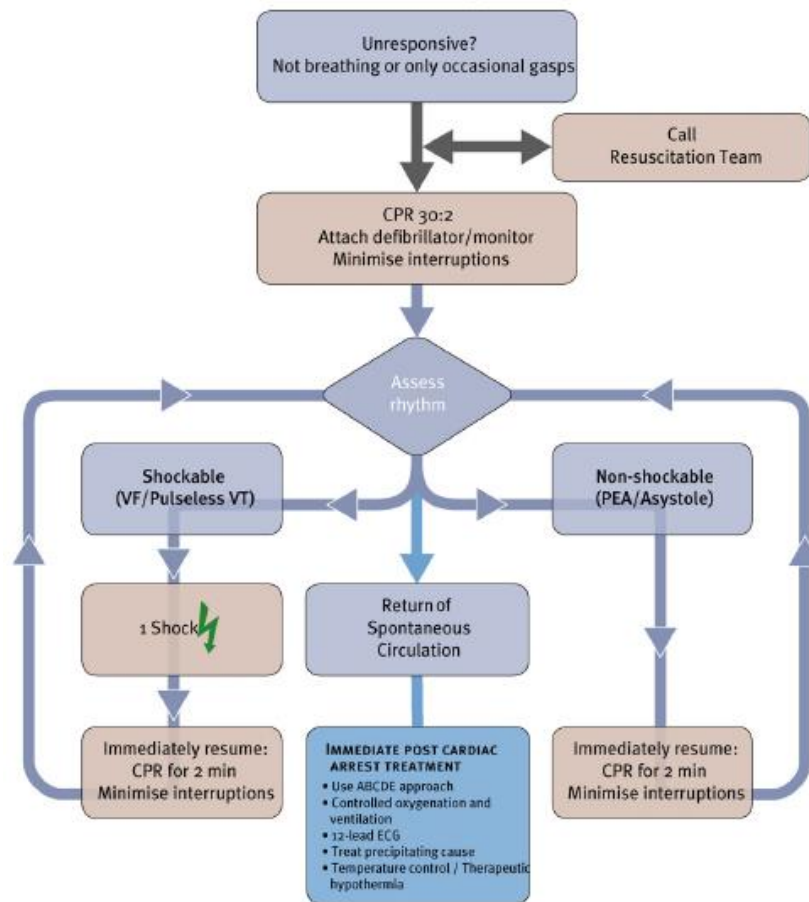 Unresponsive?
Not breathing or only occasional gasps
Call
Resuscitation Team
CPR 30:2
Attach defibrillator/monitor
Minimise interruptions
Assess
rhythm
Shockable
(VF/Pulseless VT)
Non-shockable
(PEA/Asystole)
1 Shock
Return of
Spontaneous
Circulation
Immediately resume:
CPR for 2 min
Minimise interruptions
IMMEDIATE POST CARDIAC
ARREST TREATMENT
• Use ABCDE approach
• Controlled oxygenation and
ventilation
• 12-lead ECG
• Treat precipitating cause
• Temperature control / Therapeutic
hypothermia
Immediately resume:
CPR for 2 min
Minimise interruptions